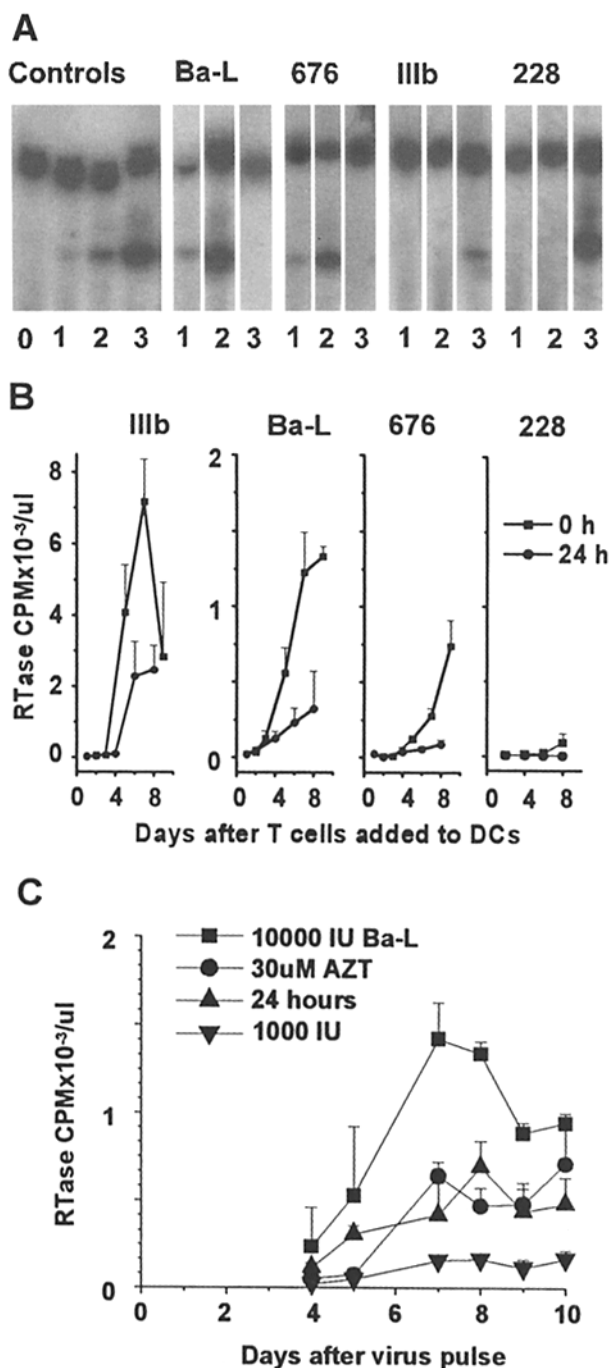 A
Controls Ba-L 676 IIIb 228
0 1 2 3 1 2 3 1 2 3 1 2 3 1 2 3
B
IIIb Ba-L 676 228
RTase CPMx10⁻³/ul
8
6
4
2
0
2
1
0
0 h
24 h
0 4 8 0 4 8 0 4 8 0 4 8
Days after T cells added to DCs
C
10000 IU Ba-L
30uM AZT
24 hours
1000 IU
RTase CPMx10⁻³/ul
2
1
0
0 2 4 6 8 10
Days after virus pulse